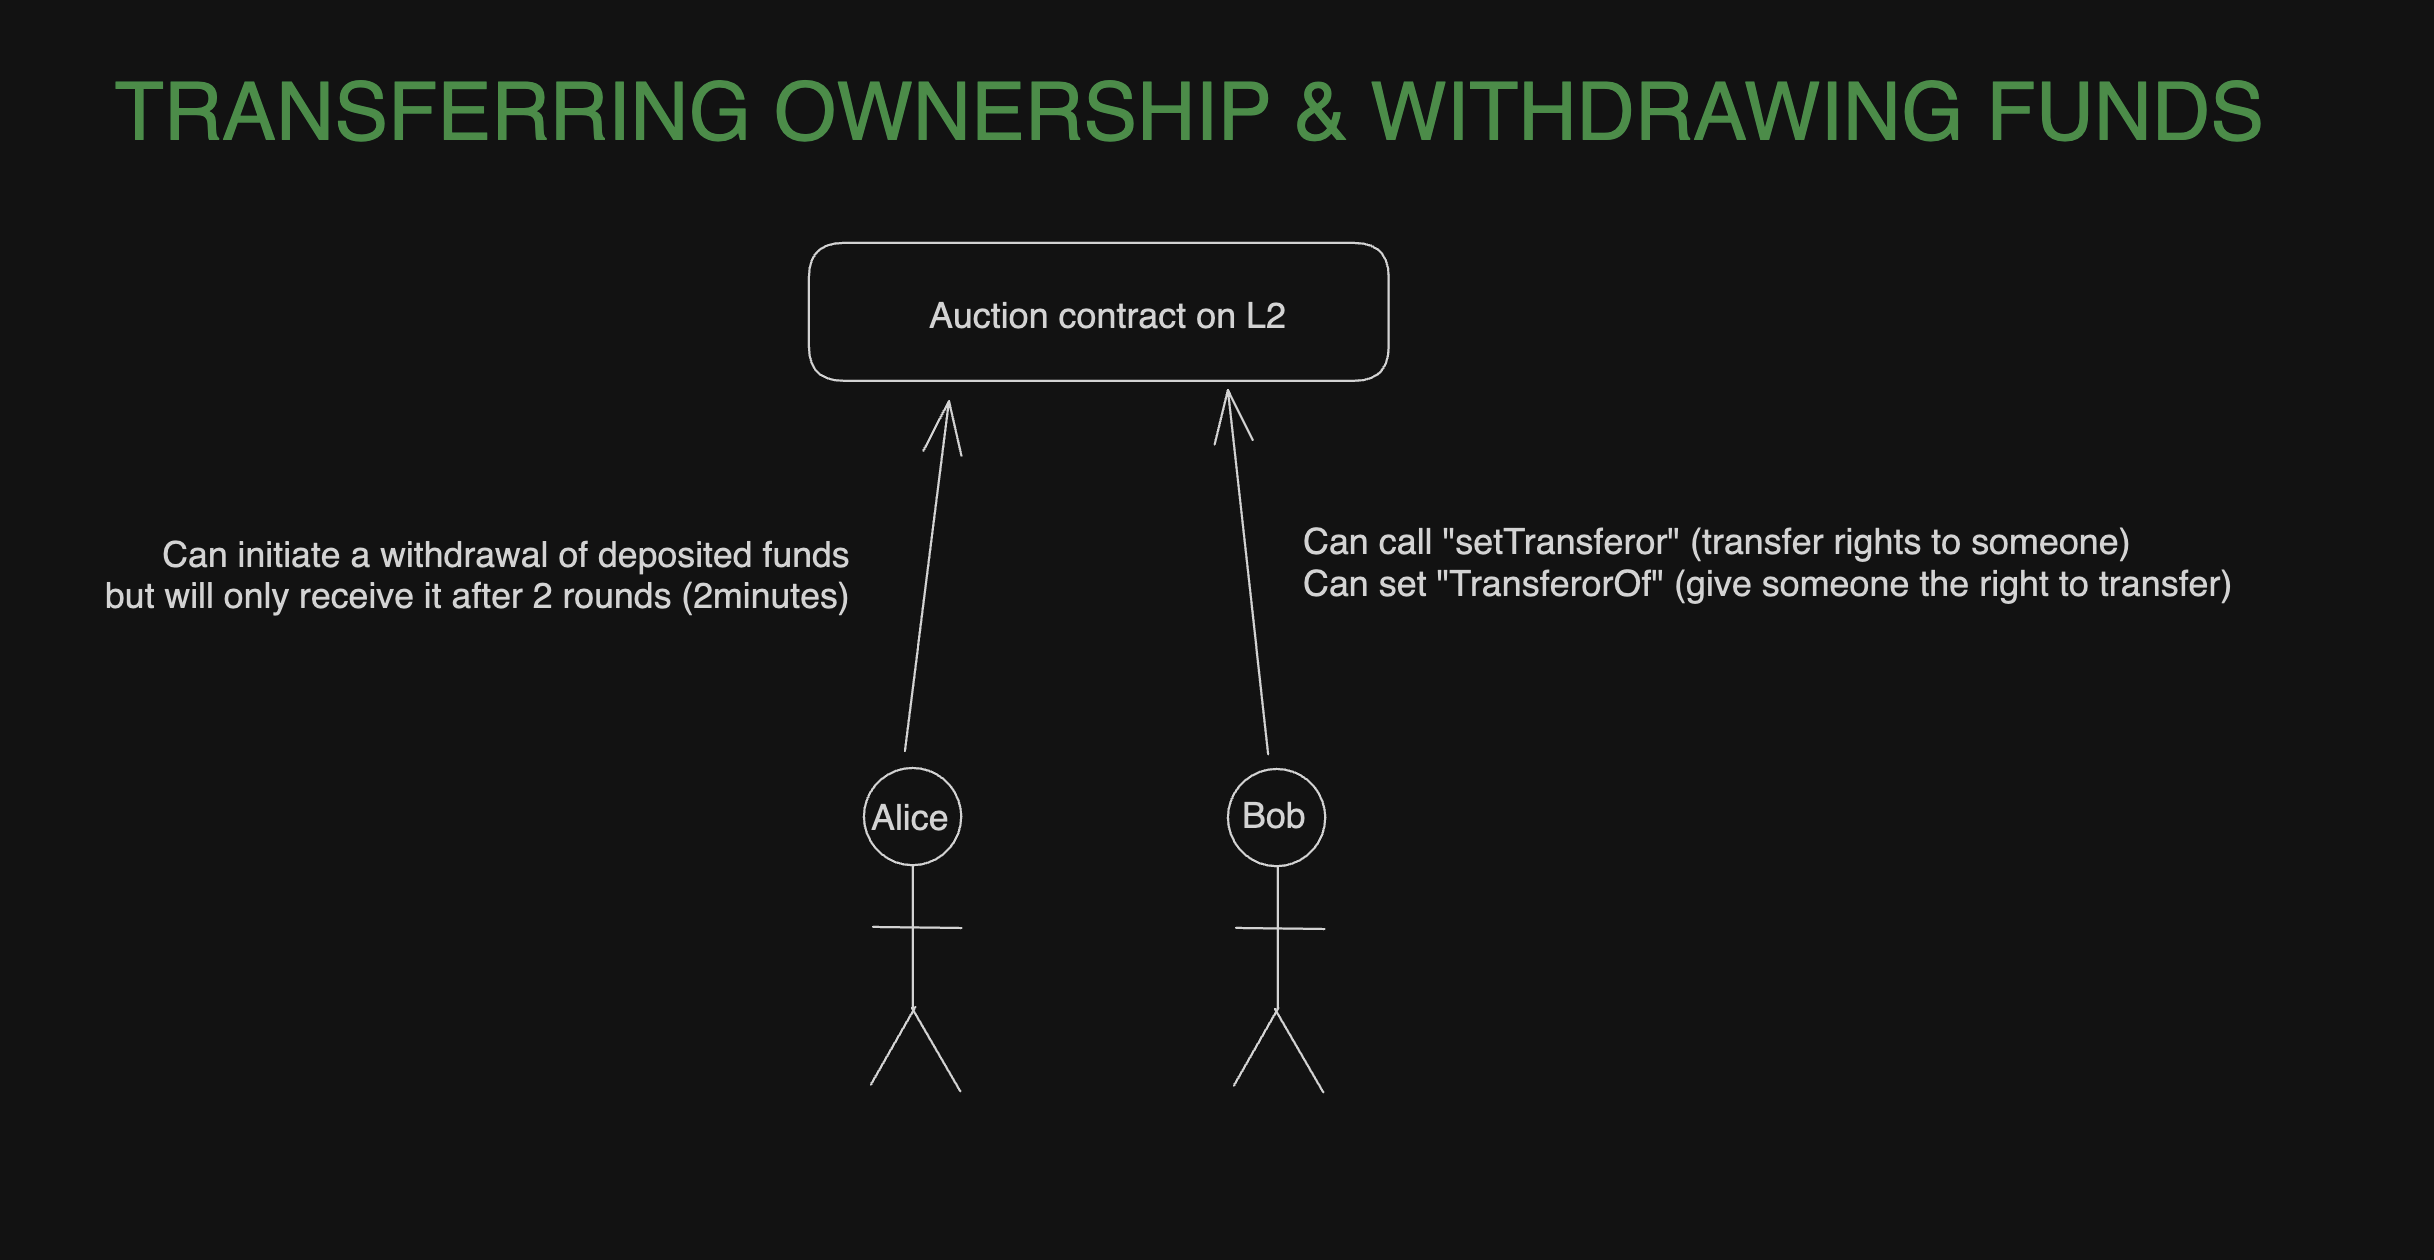 TRANSFERRING OWNERSHIP & WITHDRAWING FUNDS
Auction contract on L2
Can initiate a withdrawal of deposited funds
but will only receive it after 2 rounds (2minutes)
Can call "setTransferor" (transfer rights to someone)
Can set "TransferorOf" (give someone the right to transfer)
Alice
Bob